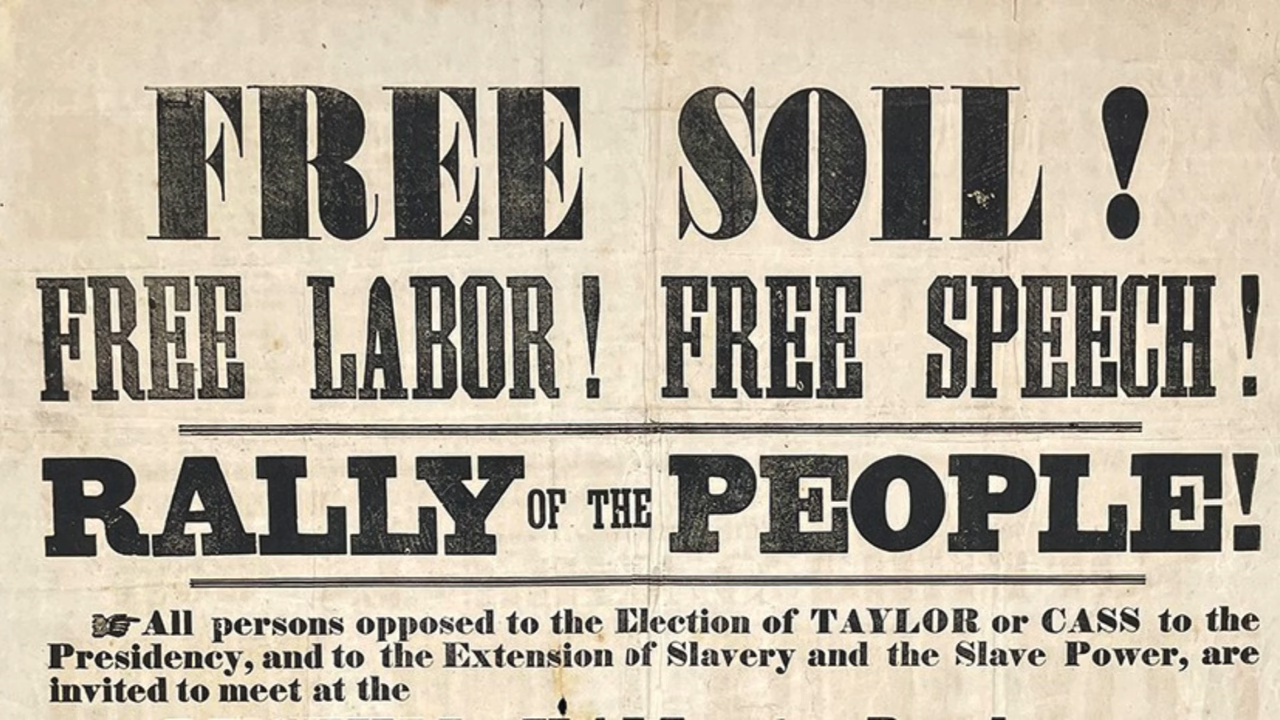 FREE SOIL!
FREE LABOR! FREE SPEECH!
RALLY OF THE PEOPLE!
All persons opposed to the Election of TAYLOR or CASS to the
Presidency, and to the Extension of Slavery and the Slave Power, are
invited to meet at the